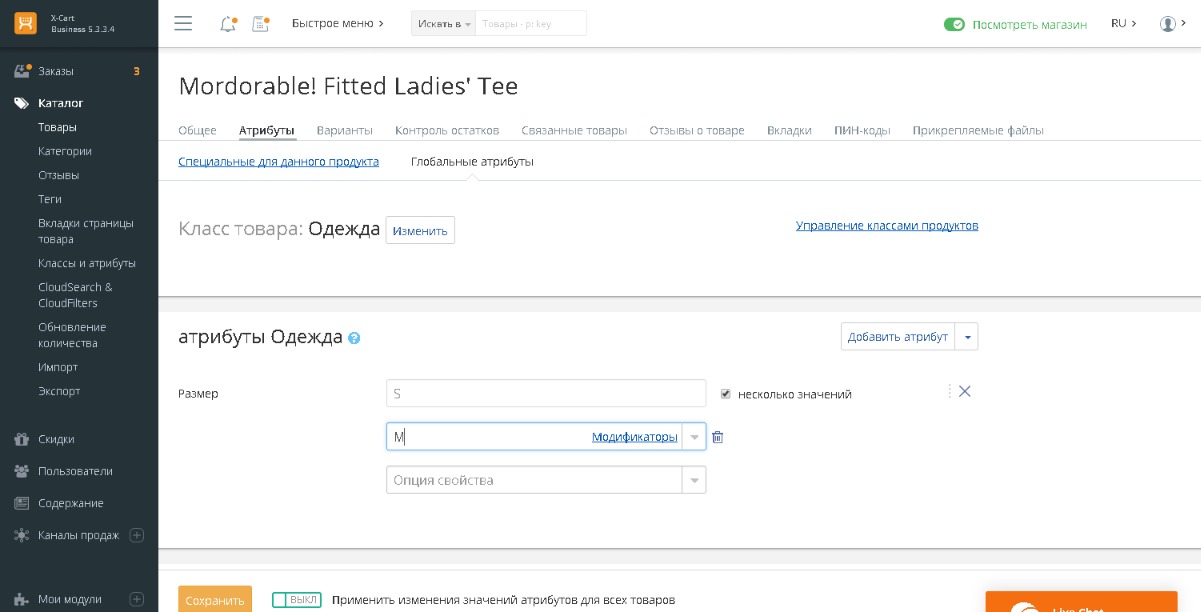 X-Cart
Business 5.3.3.4
Быстрое меню
Искать в
Товары - p: key
Посмотреть магазин
RU
Заказы
3
Каталог
Товары
Категории
Отзывы
Теги
Вкладки страницы
товара
Классы и атрибуты
CloudSearch &
CloudFilters
Обновление
количества
Импорт
Экспорт
Скидки
Пользователи
Содержание
Каналы продаж
Мои модули
Mordorable! Fitted Ladies' Tee
Общее
Атрибуты
Варианты
Контроль остатков
Связанные товары
Отзывы о товаре
Вкладки
ПИН-коды
Прикрепляемые файлы
Специальные для данного продукта
Глобальные атрибуты
Класс товара: Одежда
Изменить
Управление классами продуктов
атрибуты Одежда
?
Добавить атрибут
Размер
S
несколько значений
M
Модификаторы
Опция свойства
Сохранить
ВЫКЛ
Применить изменения значений атрибутов для всех товаров
Live Chat